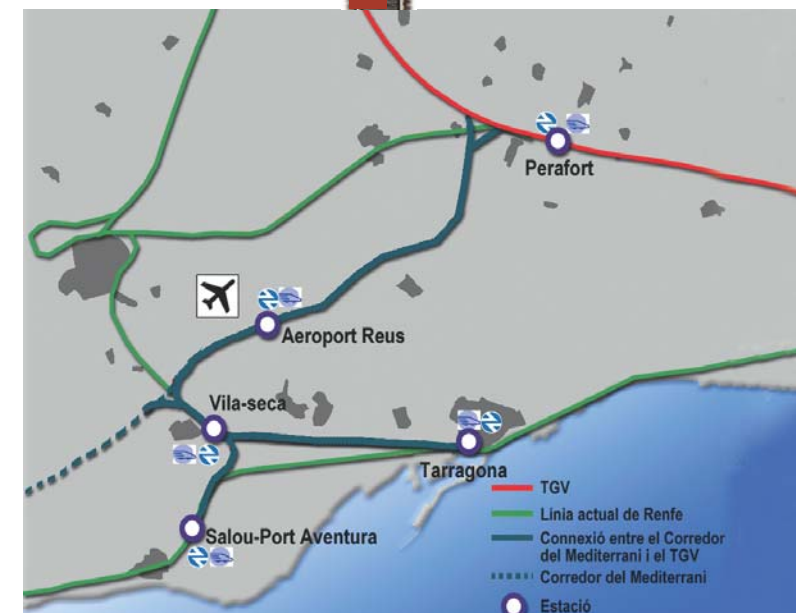 Perafort
Aeroport Reus
Vila-seca
Tarragona
Salou-Port Aventura
TGV
Línia actual de Renfe
Connexió entre el Corredor
del Mediterrani i el TGV
Corredor del Mediterrani
Estació